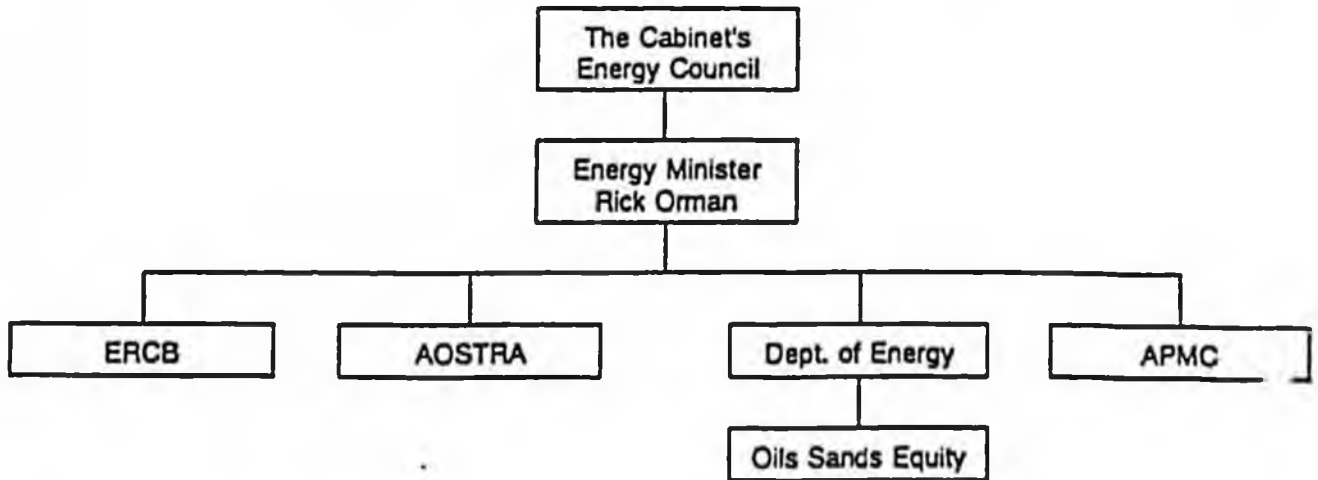 The Cabinet's
Energy Council
Energy Minister
Rick Orman
ERCB
AOSTRA
Dept. of Energy
APMC
Oils Sands Equity